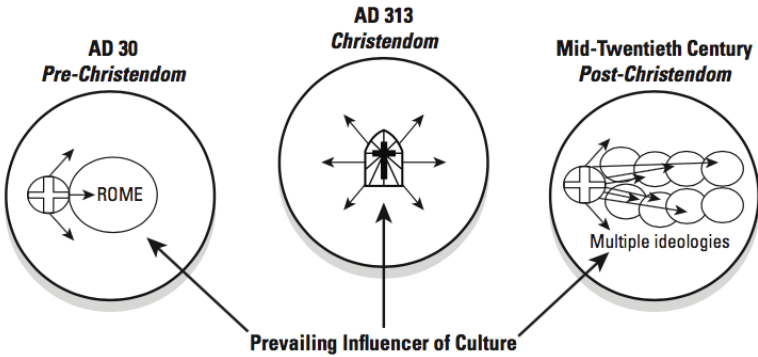 AD 30
Pre-Christendom
AD 313
Christendom
Mid-Twentieth Century
Post-Christendom
ROME
Multiple ideologies
Prevailing Influencer of Culture